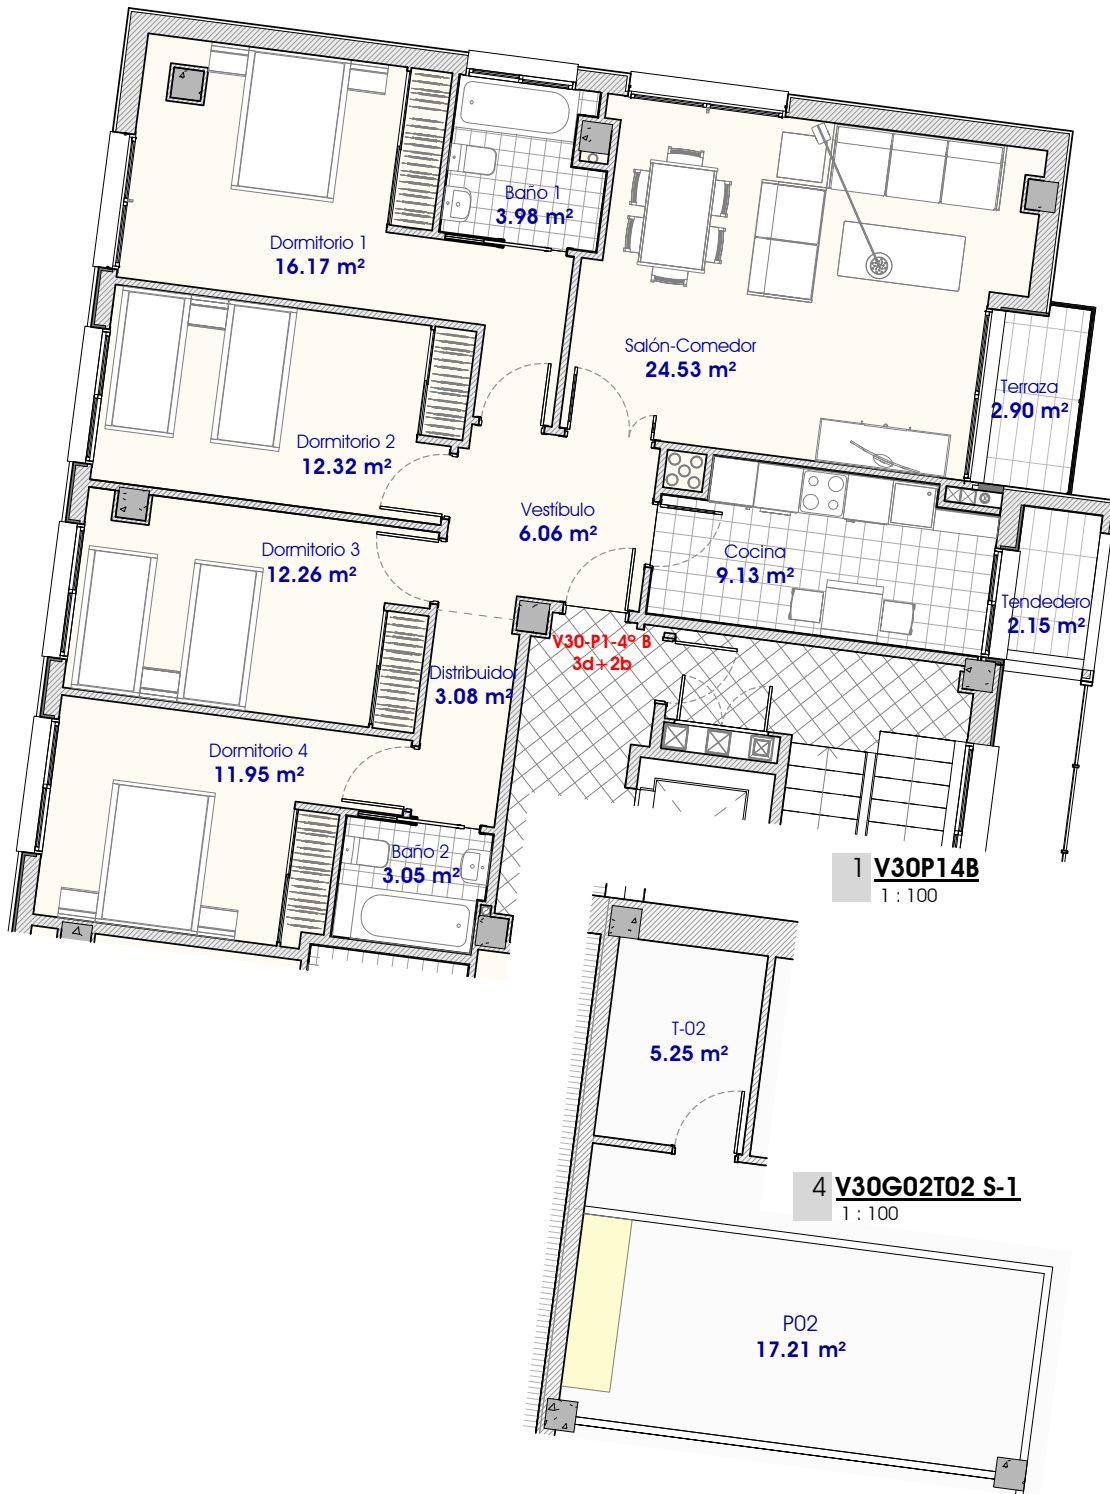 Baño 1
3.98 m²
Dormitorio 1
16.17 m²
Salón-Comedor
24.53 m²
Terraza
2.90 m²
Dormitorio 2
12.32 m²
Vestíbulo
6.06 m²
Dormitorio 3
12.26 m²
Cocina
9.13 m²
Tendedero
2.15 m²
V30-P1-4º B
3d+2b
Distribuidor
3.08 m²
Dormitorio 4
11.95 m²
Baño 2
3.05 m²
1 V30P14B
1 : 100
T-02
5.25 m²
4 V30G02T02 S-1
1 : 100
P02
17.21 m²